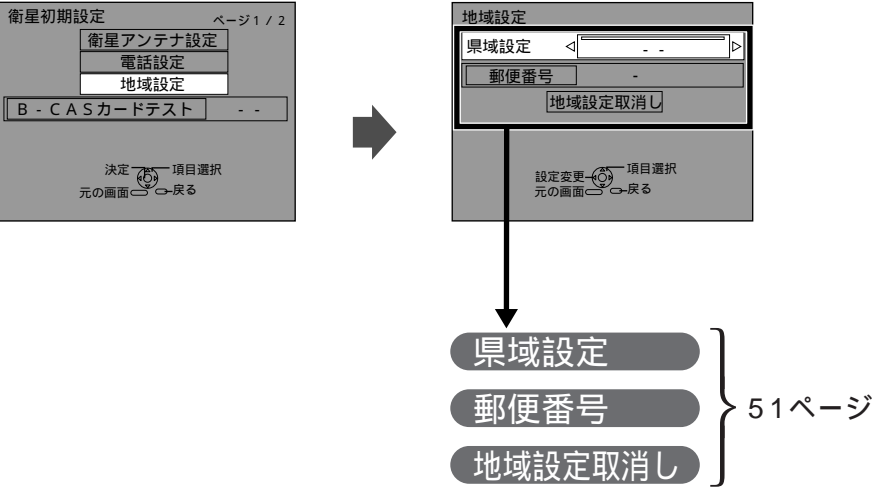 衛星初期設定 ページ1/2
衛星アンテナ設定
電話設定
地域設定
B-CASカードテスト --
決定 項目選択
元の画面 戻る
地域設定
県域設定 --
郵便番号 -
地域設定取消し
設定変更 項目選択
元の画面 戻る
県域設定
郵便番号
地域設定取消し
51ページ